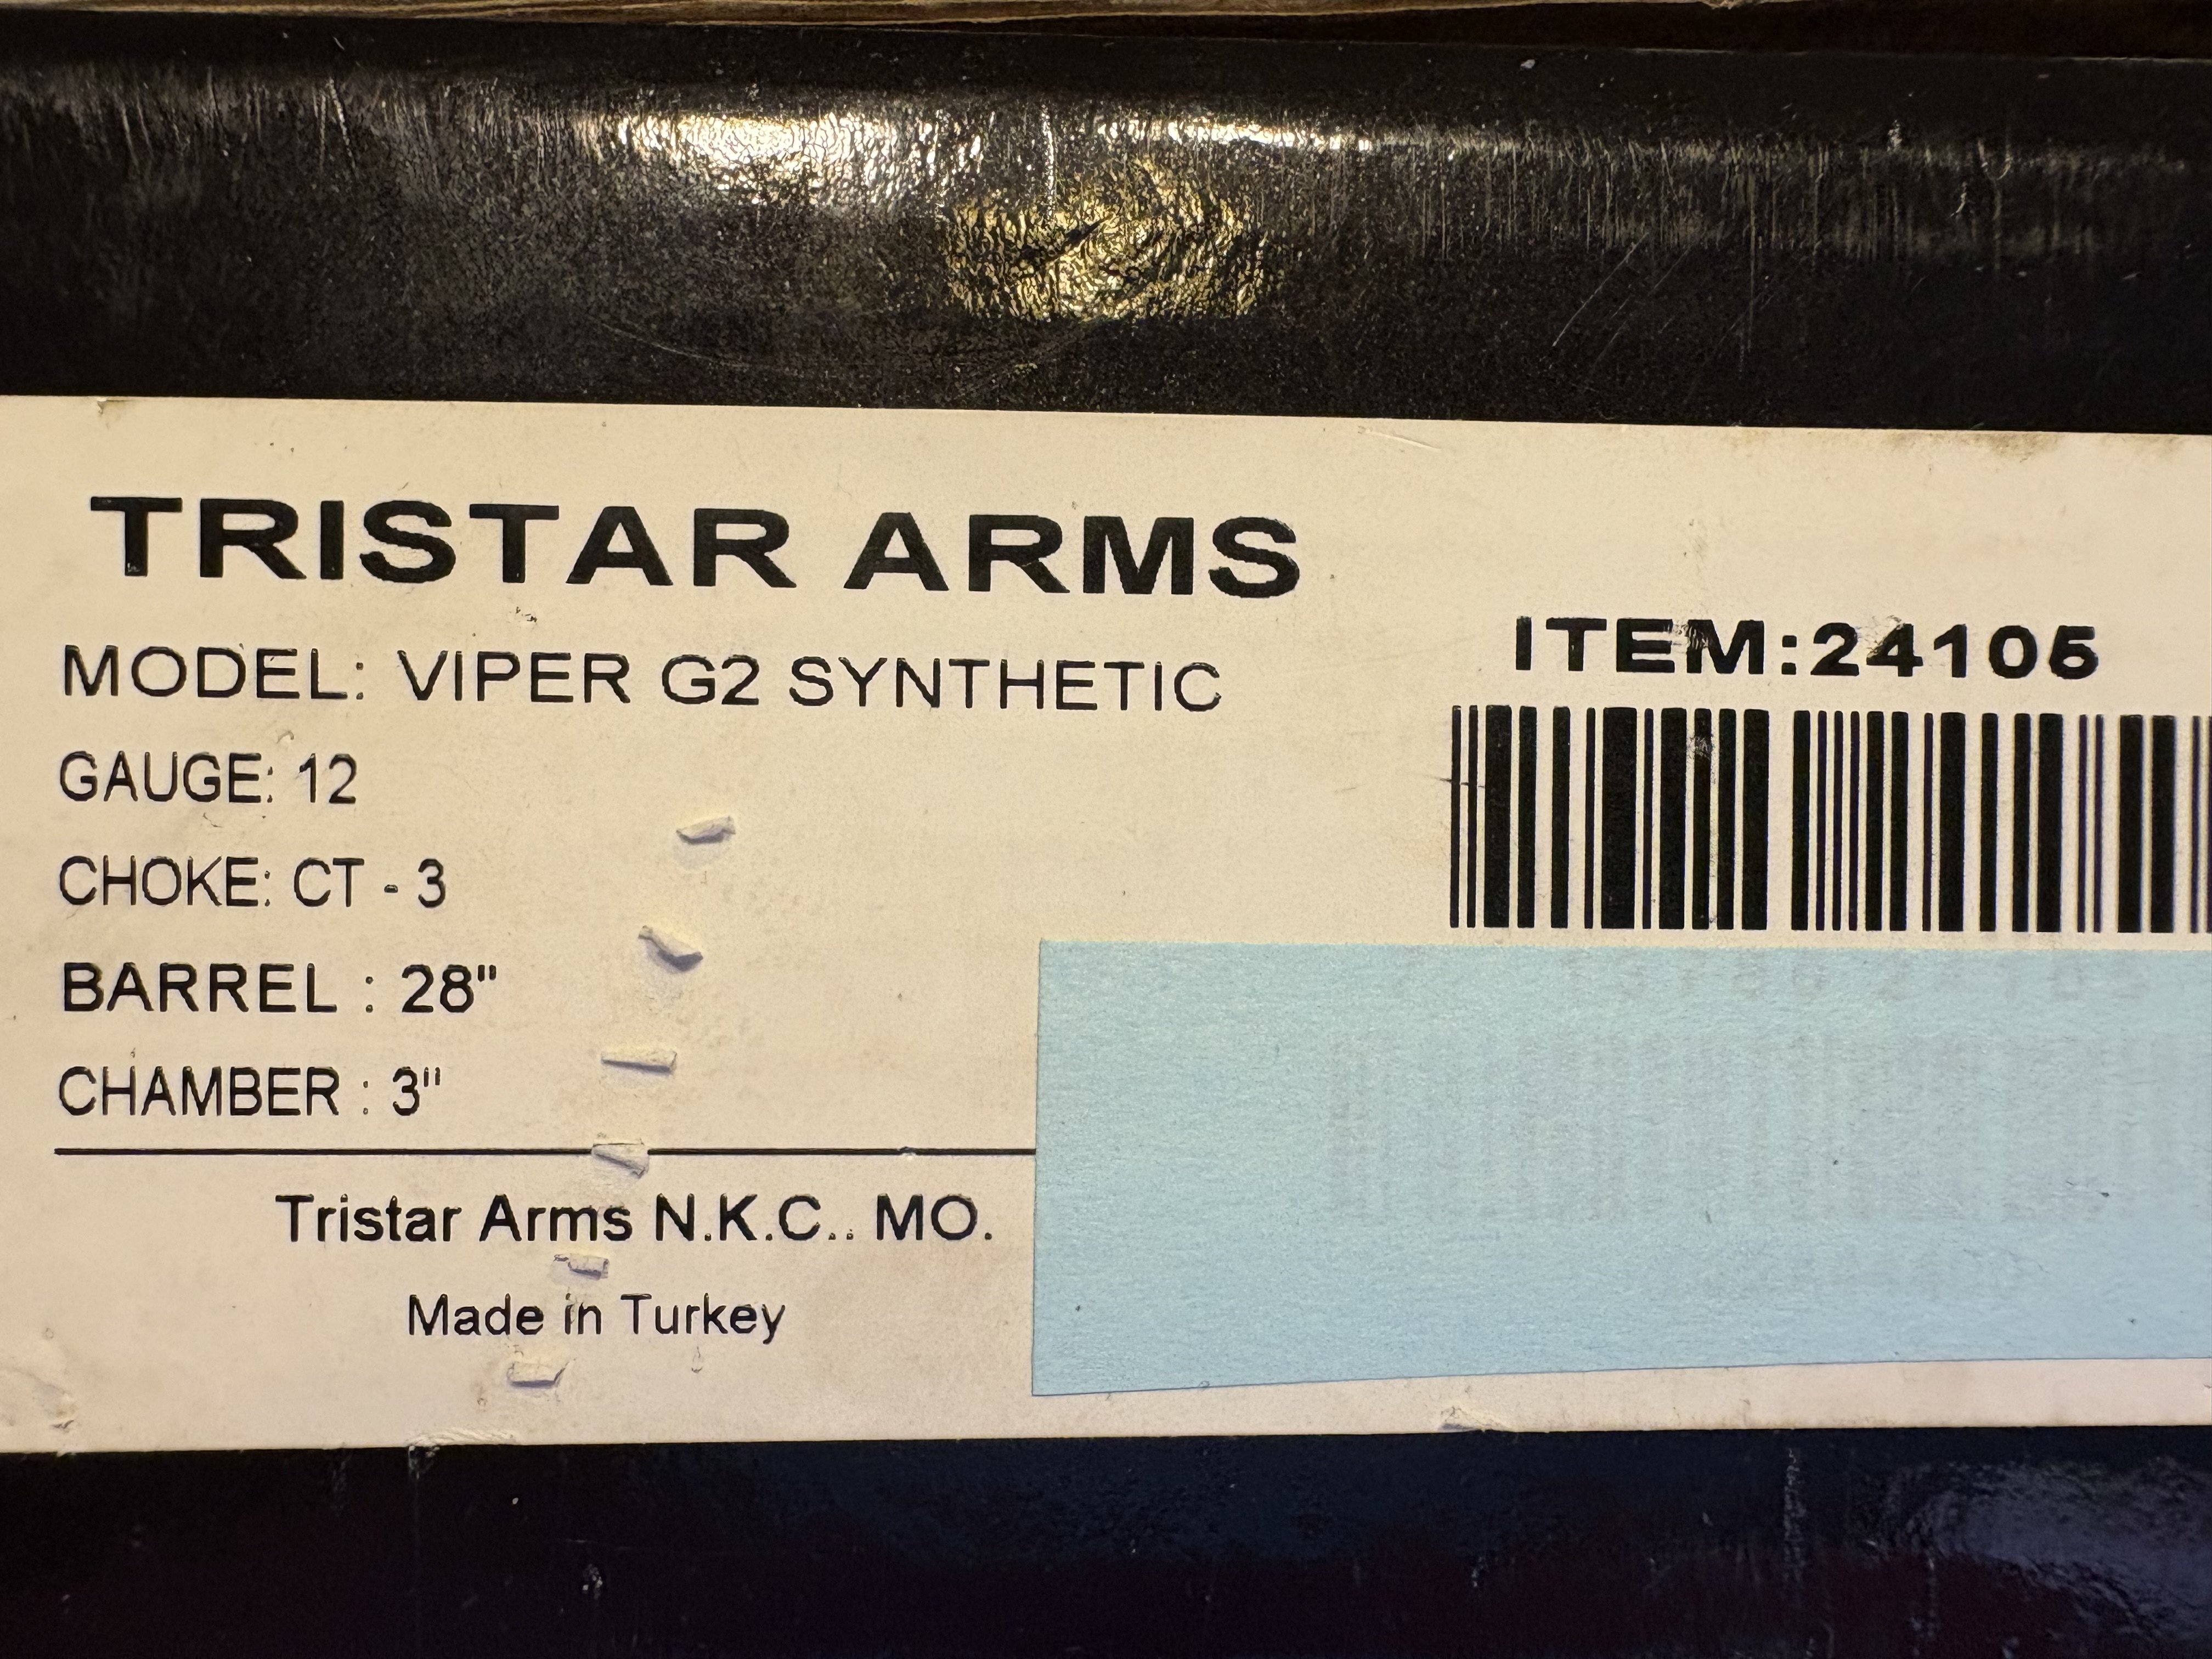 TRISTAR ARMS
MODEL: VIPER G2 SYNTHETIC
ITEM:24105
GAUGE: 12
CHOKE: CT - 3
BARREL : 28"
CHAMBER : 3"
Tristar Arms N.K.C.. MO.
Made in Turkey